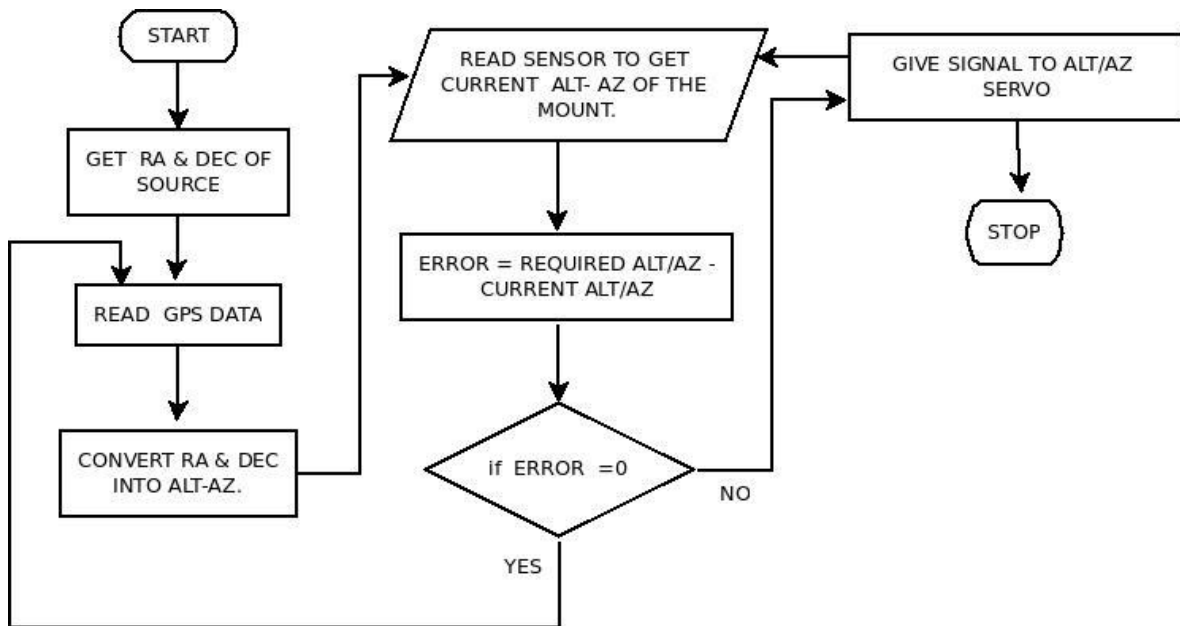 START
GET RA & DEC OF
SOURCE
READ GPS DATA
CONVERT RA & DEC
INTO ALT-AZ.
READ SENSOR TO GET
CURRENT ALT- AZ OF THE
MOUNT.
ERROR = REQUIRED ALT/AZ -
CURRENT ALT/AZ
if ERROR =0
NO
YES
GIVE SIGNAL TO ALT/AZ
SERVO
STOP